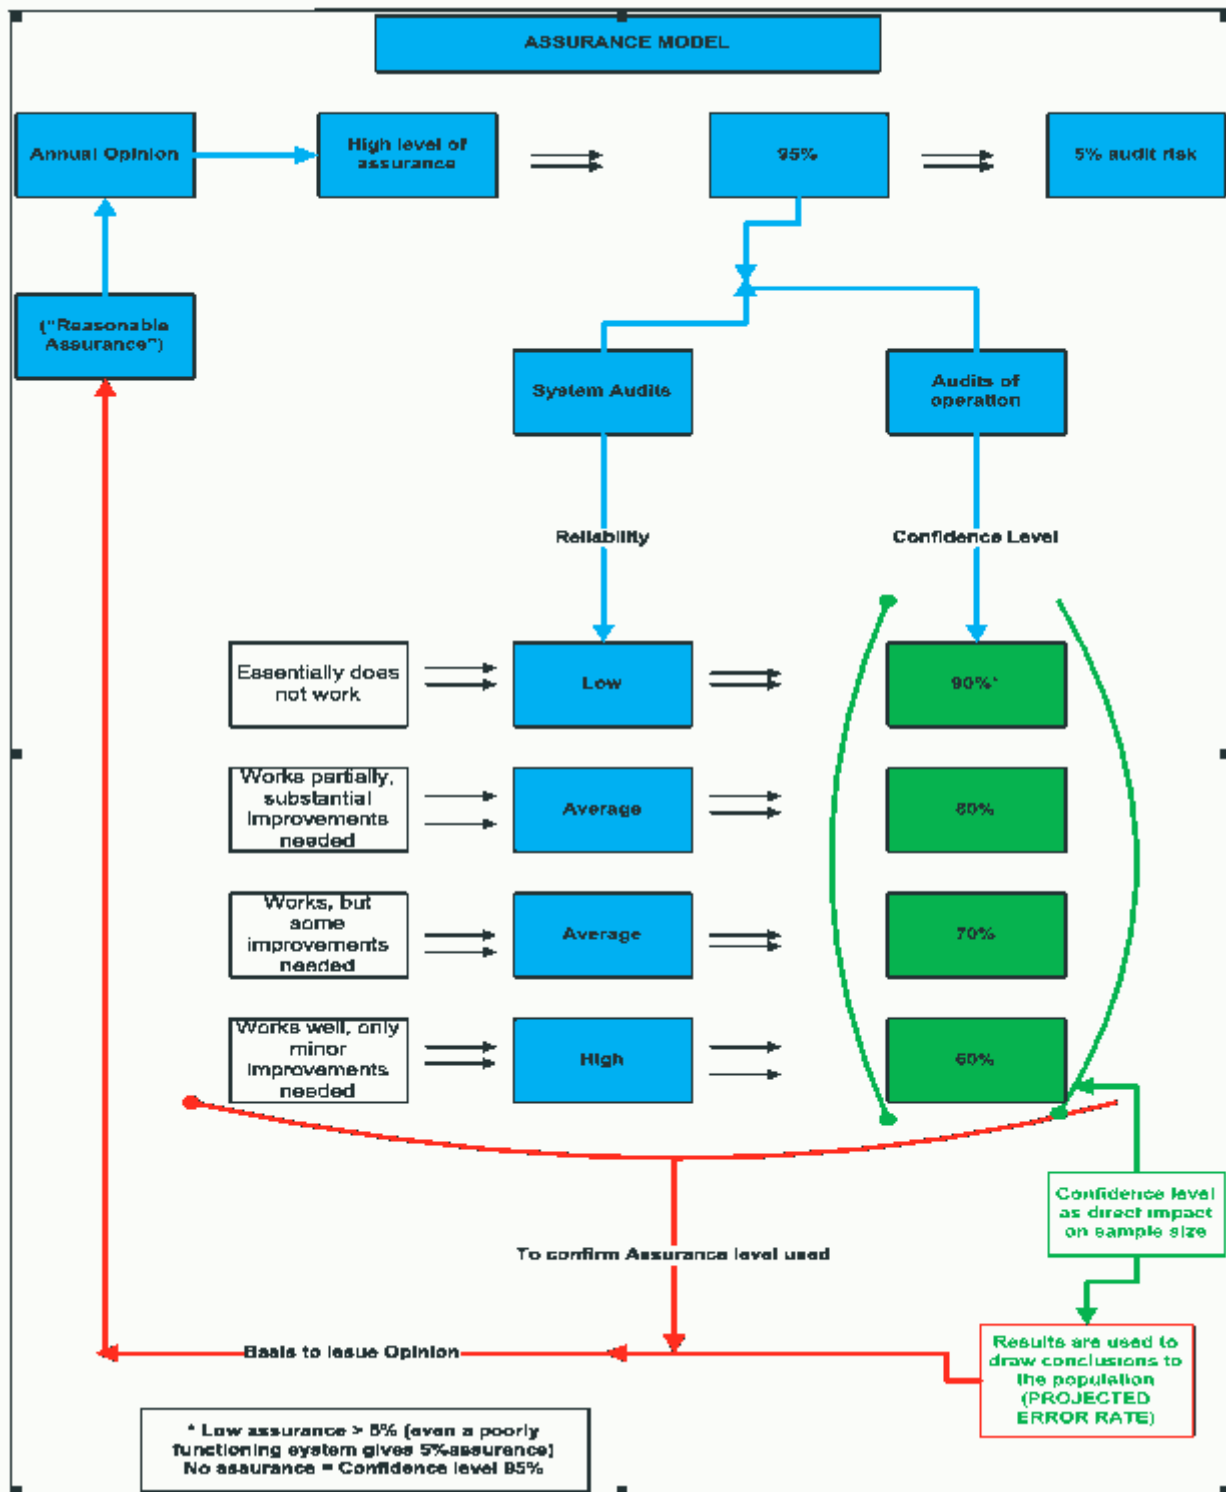 ASSURANCE MODEL
Annual Opinion
High level of
assurance
95%
5% audit risk
("Reasonable
Assurance")
System Audits
Audits of
operation
Reliability
Confidence Level
Essentially does
not work
Low
90%*
Works partially,
substantial
improvements
needed
Average
80%
Works, but
some
improvements
needed
Average
70%
Works well, only
minor
improvements
needed
High
60%
Confidence level
as direct impact
on sample size
To confirm Assurance level used
Basis to issue Opinion
Results are used to
draw conclusions to
the population
(PROJECTED
ERROR RATE)
* Low assurance > 5% (even a poorly
functioning system gives 5%assurance)
No assurance = Confidence level 95%